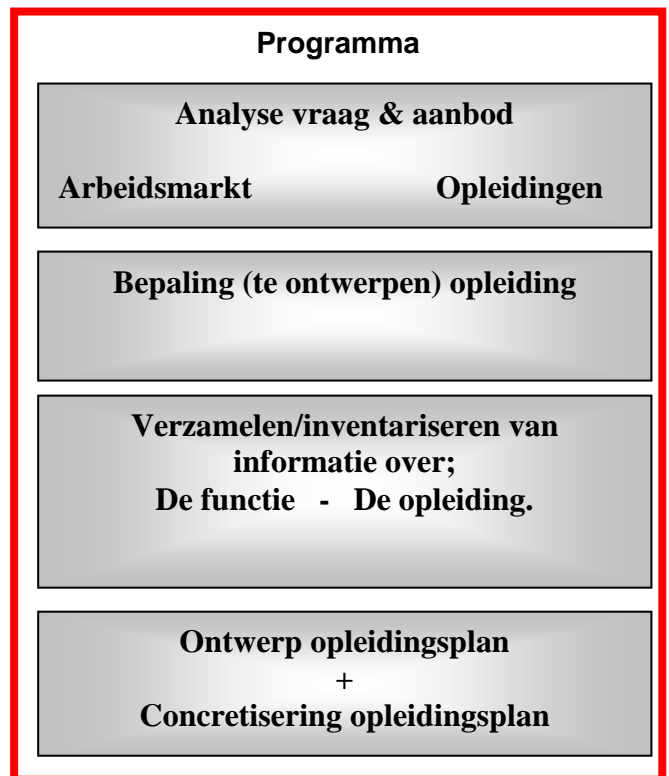 Programma
Analyse vraag & aanbod
Arbeidsmarkt Opleidingen
Bepaling (te ontwerpen) opleiding
Verzamelen/inventariseren van
informatie over;
De functie - De opleiding.
Ontwerp opleidingsplan
+
Concretisering opleidingsplan